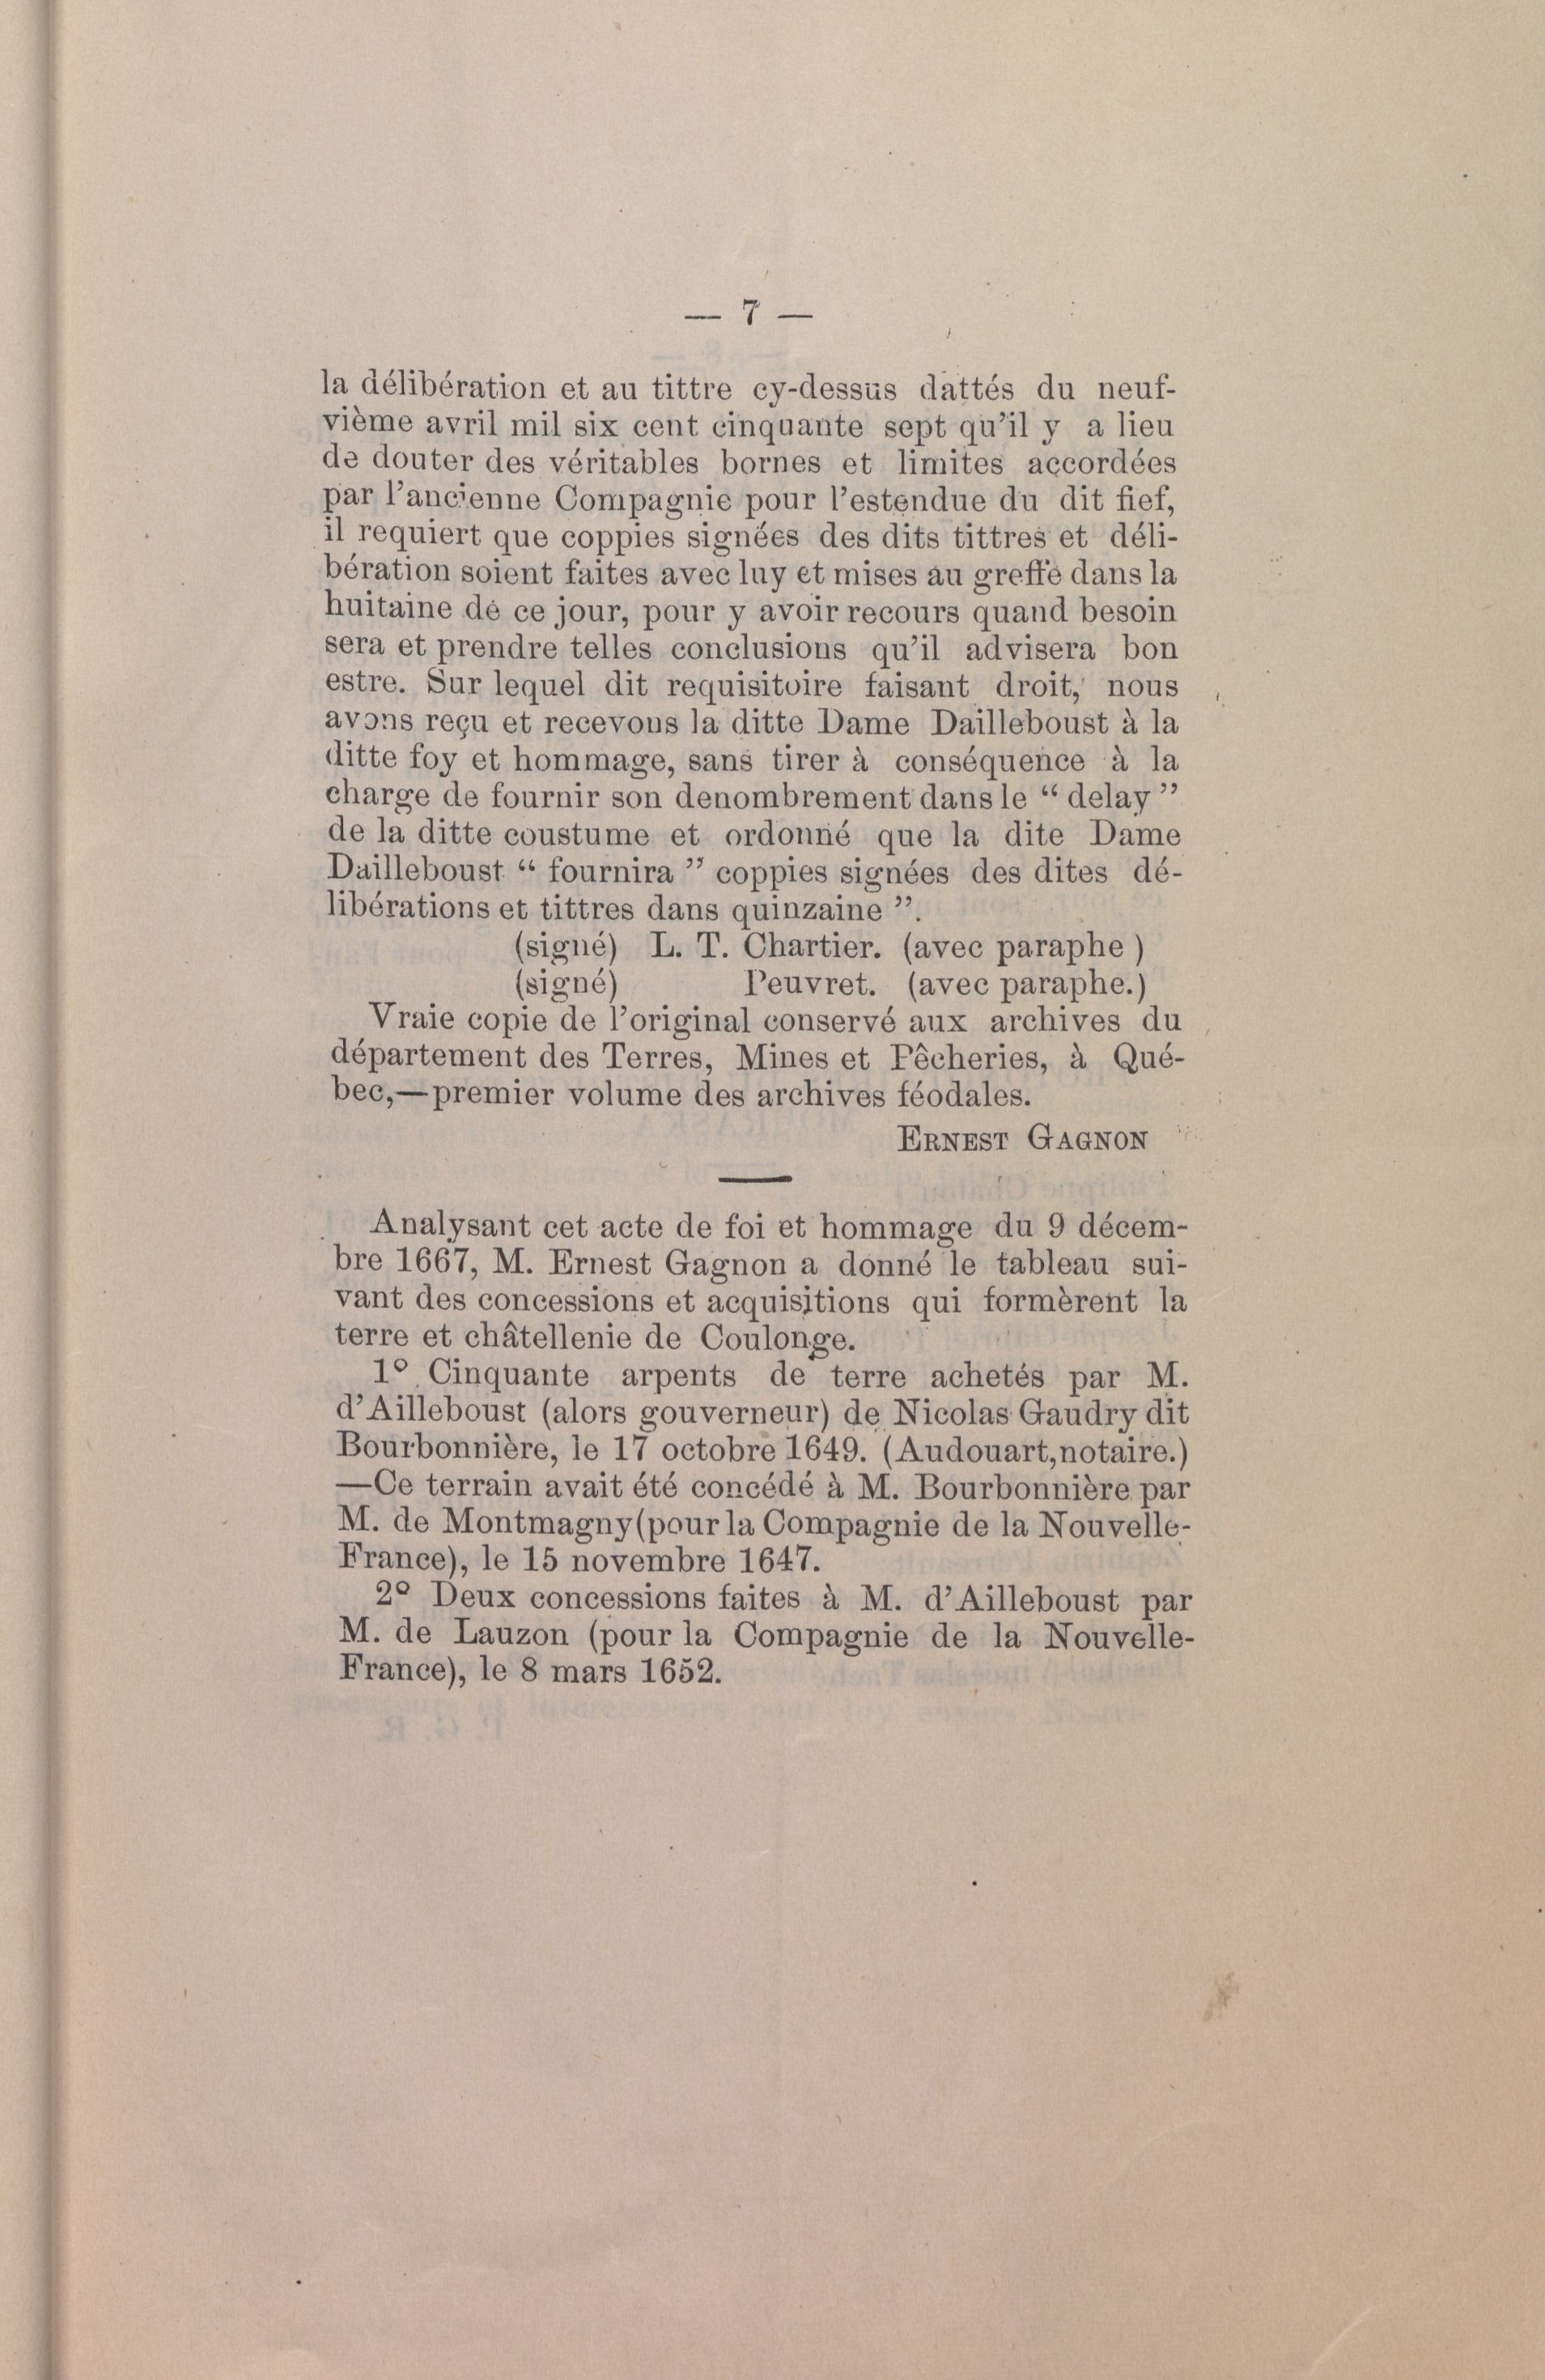 — 7 —
la délibération et au tittre cy-dessus dattés du neuf-
vième avril mil six cent cinquante sept qu'il y a lieu
de douter des véritables bornes et limites accordées
par l'ancienne Compagnie pour l'estendue du dit fief,
il requiert que coppies signées des dits tittres et déli-
bération soient faites avec luy et mises au greffe dans la
huitaine de ce jour, pour y avoir recours quand besoin
sera et prendre telles conclusions qu'il advisera bon
estre. Sur lequel dit requisitoire faisant droit, nous
avons reçu et recevons la ditte Dame Dailleboust à la
ditte foy et hommage, sans tirer à conséquence à la
charge de fournir son denombrement dans le “ delay ”
de la ditte coustume et ordonné que la dite Dame
Dailleboust “ fournira ” coppies signées des dites dé-
libérations et tittres dans quinzaine ”.
(signé) L. T. Chartier. (avec paraphe )
(signé) Peuvret. (avec paraphe.)
Vraie copie de l'original conservé aux archives du
département des Terres, Mines et Pêcheries, à Qué-
bec,—premier volume des archives féodales.
ERNEST GAGNON
Analysant cet acte de foi et hommage du 9 décem-
bre 1667, M. Ernest Gagnon a donné le tableau sui-
vant des concessions et acquisitions qui formèrent la
terre et châtellenie de Coulonge.
1º Cinquante arpents de terre achetés par M.
d'Ailleboust (alors gouverneur) de Nicolas Gaudry dit
Bourbonnière, le 17 octobre 1649. (Audouart,notaire.)
—Ce terrain avait été concédé à M. Bourbonnière par
M. de Montmagny(pour la Compagnie de la Nouvelle-
France), le 15 novembre 1647.
2º Deux concessions faites à M. d'Ailleboust par
M. de Lauzon (pour la Compagnie de la Nouvelle-
France), le 8 mars 1652.